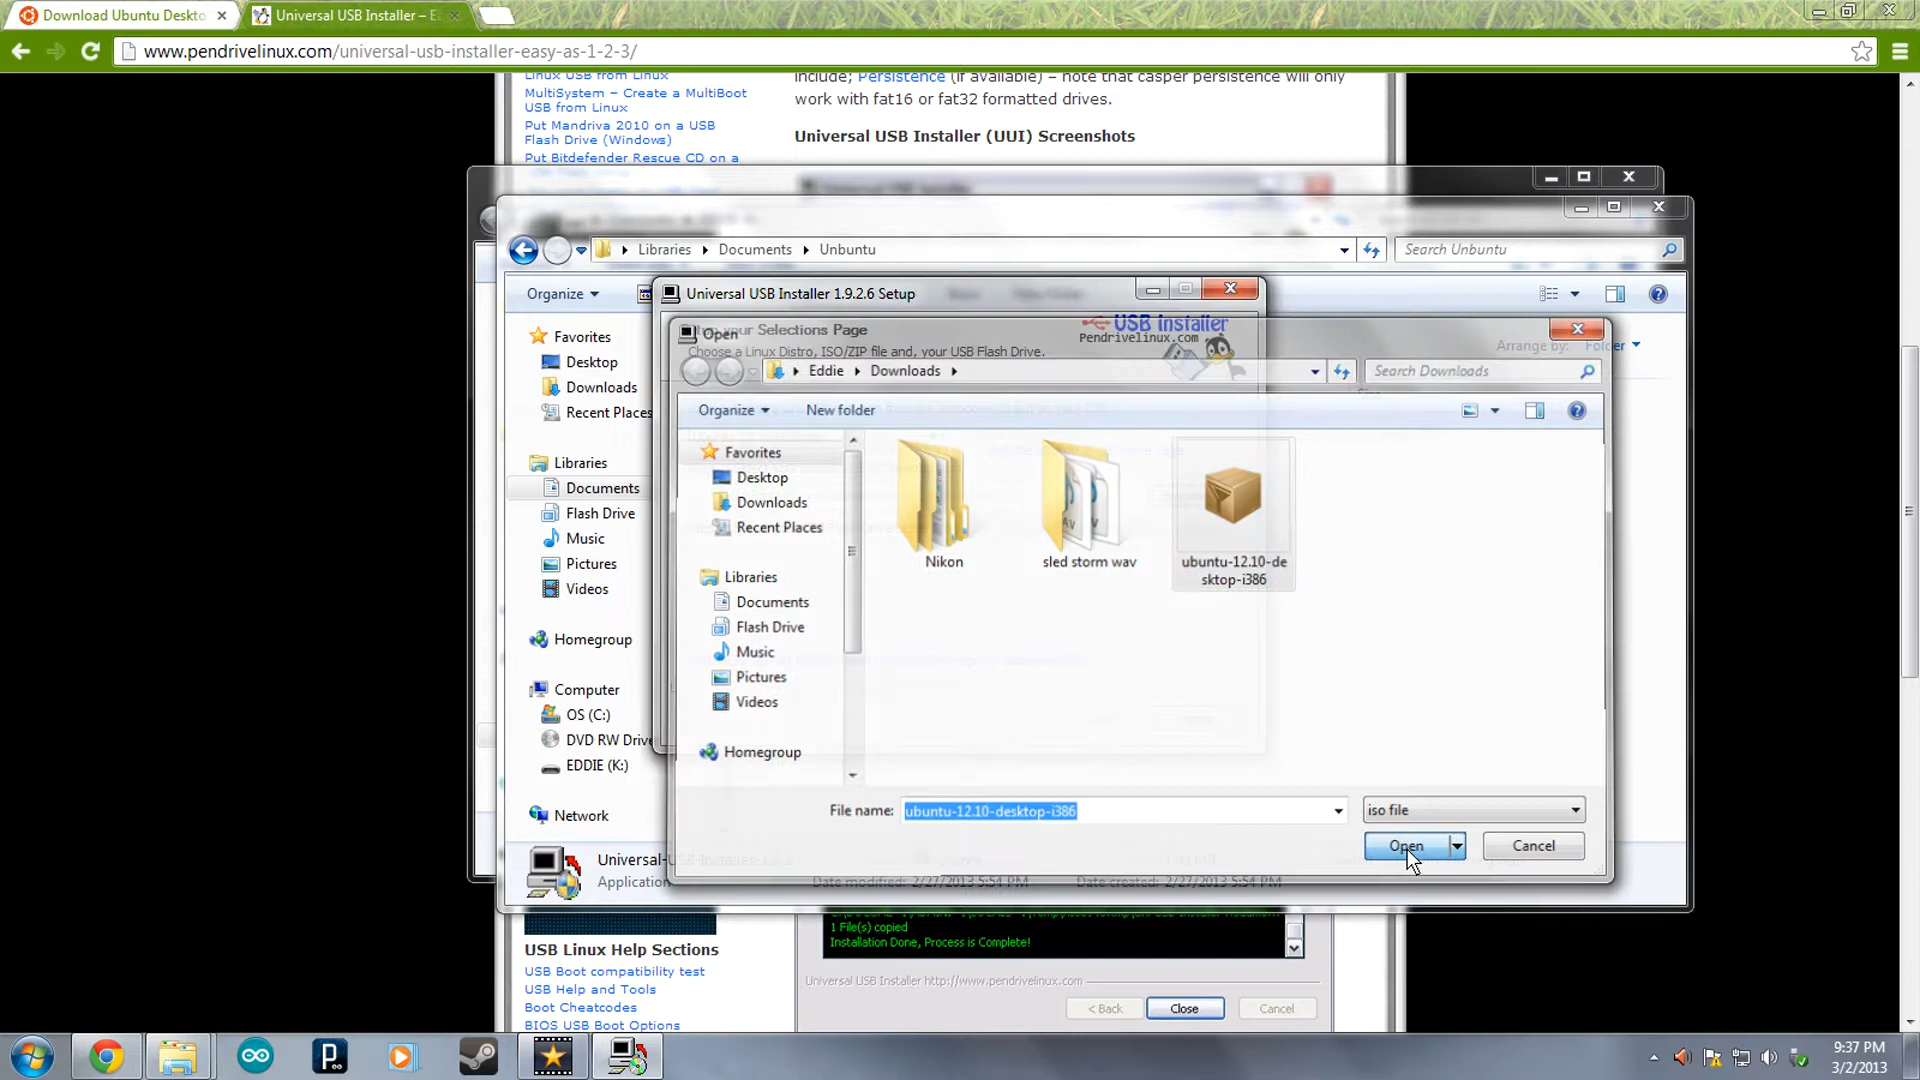 Download Ubuntu Deskto
Universal USB Installer – E
www.pendrivelinux.com/universal-usb-installer-easy-as-1-2-3/
Linux USB from Linux
MultiSystem – Create a MultiBoot
USB from Linux
Put Mandriva 2010 on a USB
Flash Drive (Windows)
Put Bitdefender Rescue CD on a
include; Persistence (if available) – note that casper persistence will only
work with fat16 or fat32 formatted drives.
Universal USB Installer (UUI) Screenshots
Libraries
Documents
Unbuntu
Search Unbuntu
Organize
Favorites
Desktop
Downloads
Recent Places
Libraries
Documents
Flash Drive
Music
Pictures
Videos
Homegroup
Computer
OS (C:)
DVD RW Drive
EDDIE (K:)
Network
Universal-U
Application
Arrange by: Folder
Universal USB Installer 1.9.2.6 Setup
your Selections Page
Choose a Linux Distro, ISO/ZIP file and, your USB Flash Drive.
USB Installer
Pendrivelinux.com
Open
Eddie
Downloads
Search Downloads
Organize
New folder
Favorites
Desktop
Downloads
Recent Places
Libraries
Documents
Flash Drive
Music
Pictures
Videos
Homegroup
Nikon
sled storm wav
ubuntu-12.10-de
sktop-i386
File name:
ubuntu-12.10-desktop-i386
iso file
Open
Cancel
Date modified: 2/27/2013 5:54 PM
Date created: 2/27/2013 5:54 PM
1 File(s) copied
Installation Done, Process is Complete!
Universal USB Installer http://www.pendrivelinux.com
< Back
Close
Cancel
USB Linux Help Sections
USB Boot compatibility test
USB Help and Tools
Boot Cheatcodes
BIOS USB Boot Options
9:37 PM
3/2/2013